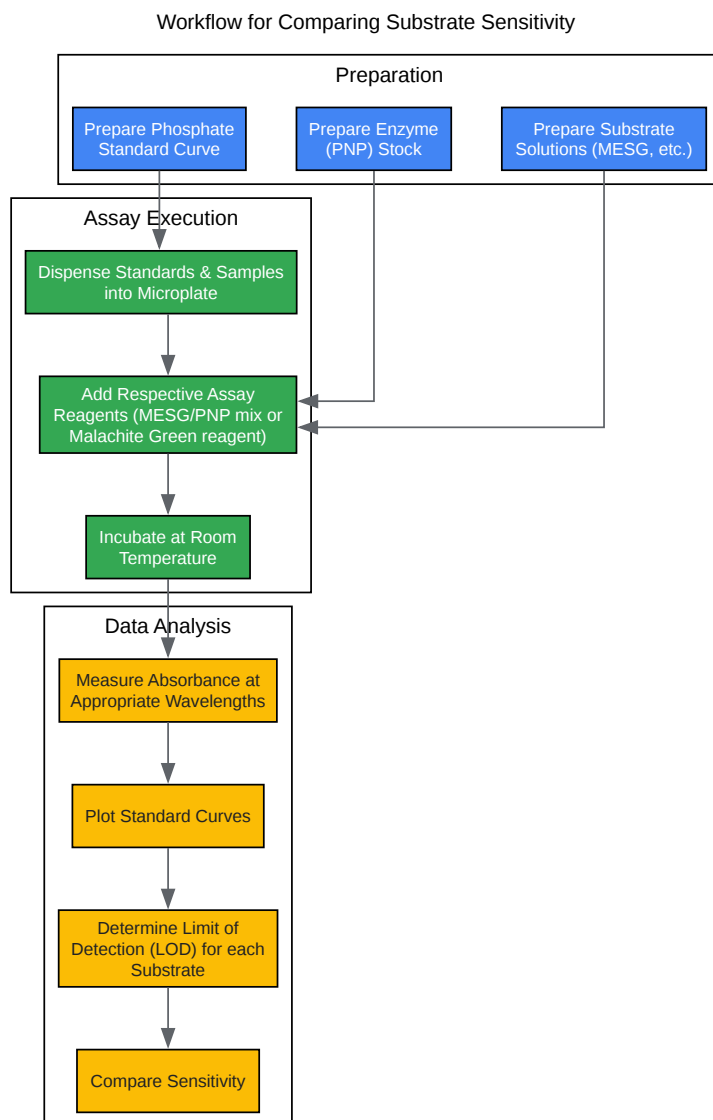 Workflow for Comparing Substrate Sensitivity
Preparation
Prepare Phosphate
Standard Curve
Prepare Enzyme
(PNP) Stock
Prepare Substrate
Solutions (MESG, etc.)
Assay Execution
Dispense Standards & Samples
into Microplate
Add Respective Assay
Reagents (MESG/PNP mix or
Malachite Green reagent)
Incubate at Room
Temperature
Data Analysis
Measure Absorbance at
Appropriate Wavelengths
Plot Standard Curves
Determine Limit of
Detection (LOD) for each
Substrate
Compare Sensitivity